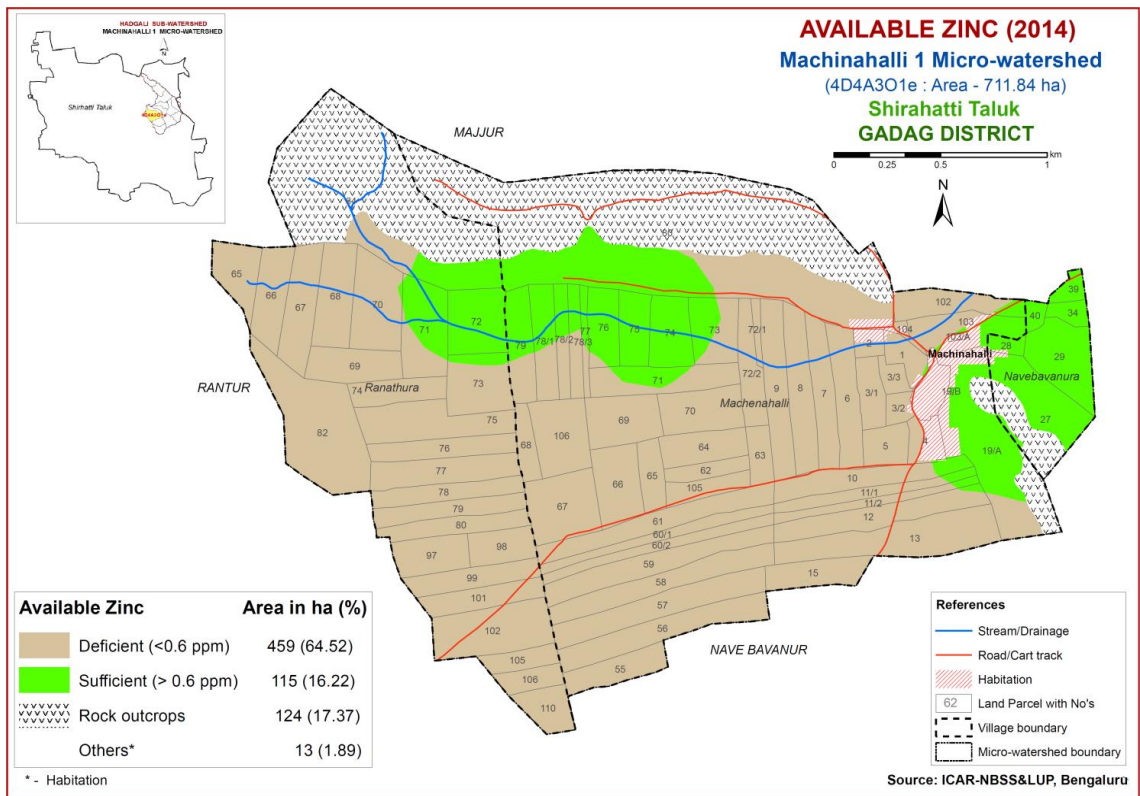 HADGALI SUB-WATERSHED
MACHINAHALLI 1 MICRO-WATERSHED
N
Shirhatti Taluk
4D4A3O1e
AVAILABLE ZINC (2014)
Machinahalli 1 Micro-watershed
(4D4A3O1e : Area - 711.84 ha)
Shirahatti Taluk
GADAG DISTRICT
km
0 0.25 0.5 1
N
MAJJUR
RANTUR
NAVE BAVANUR
Ranathura
Machenahalli
Machinahalli
Navebavanura
88
65 66 67 68 70 71 72 79 78/1 78/2 77 78/3 76 75 74 73 72/1
102 103 103/A 104 40 39 34
2 1 28 29
69 74 73 71 72/2 9 8 7 6 3/1 3/3 3/2 19/B 27
82 75 68 106 69 70 63 5 4 19/A
76 77 78 79 80 67 66 65 64 62 105
10 11/1 11/2 12 13 15
97 98 99 101 102 105 106 110
61 60/1 60/2 59 58 57 56 55
Available Zinc Area in ha (%)
Deficient (<0.6 ppm) 459 (64.52)
Sufficient (> 0.6 ppm) 115 (16.22)
Rock outcrops 124 (17.37)
Others* 13 (1.89)
* - Habitation
References
Stream/Drainage
Road/Cart track
Habitation
62 Land Parcel with No's
Village boundary
Micro-watershed boundary
Source: ICAR-NBSS&LUP, Bengaluru